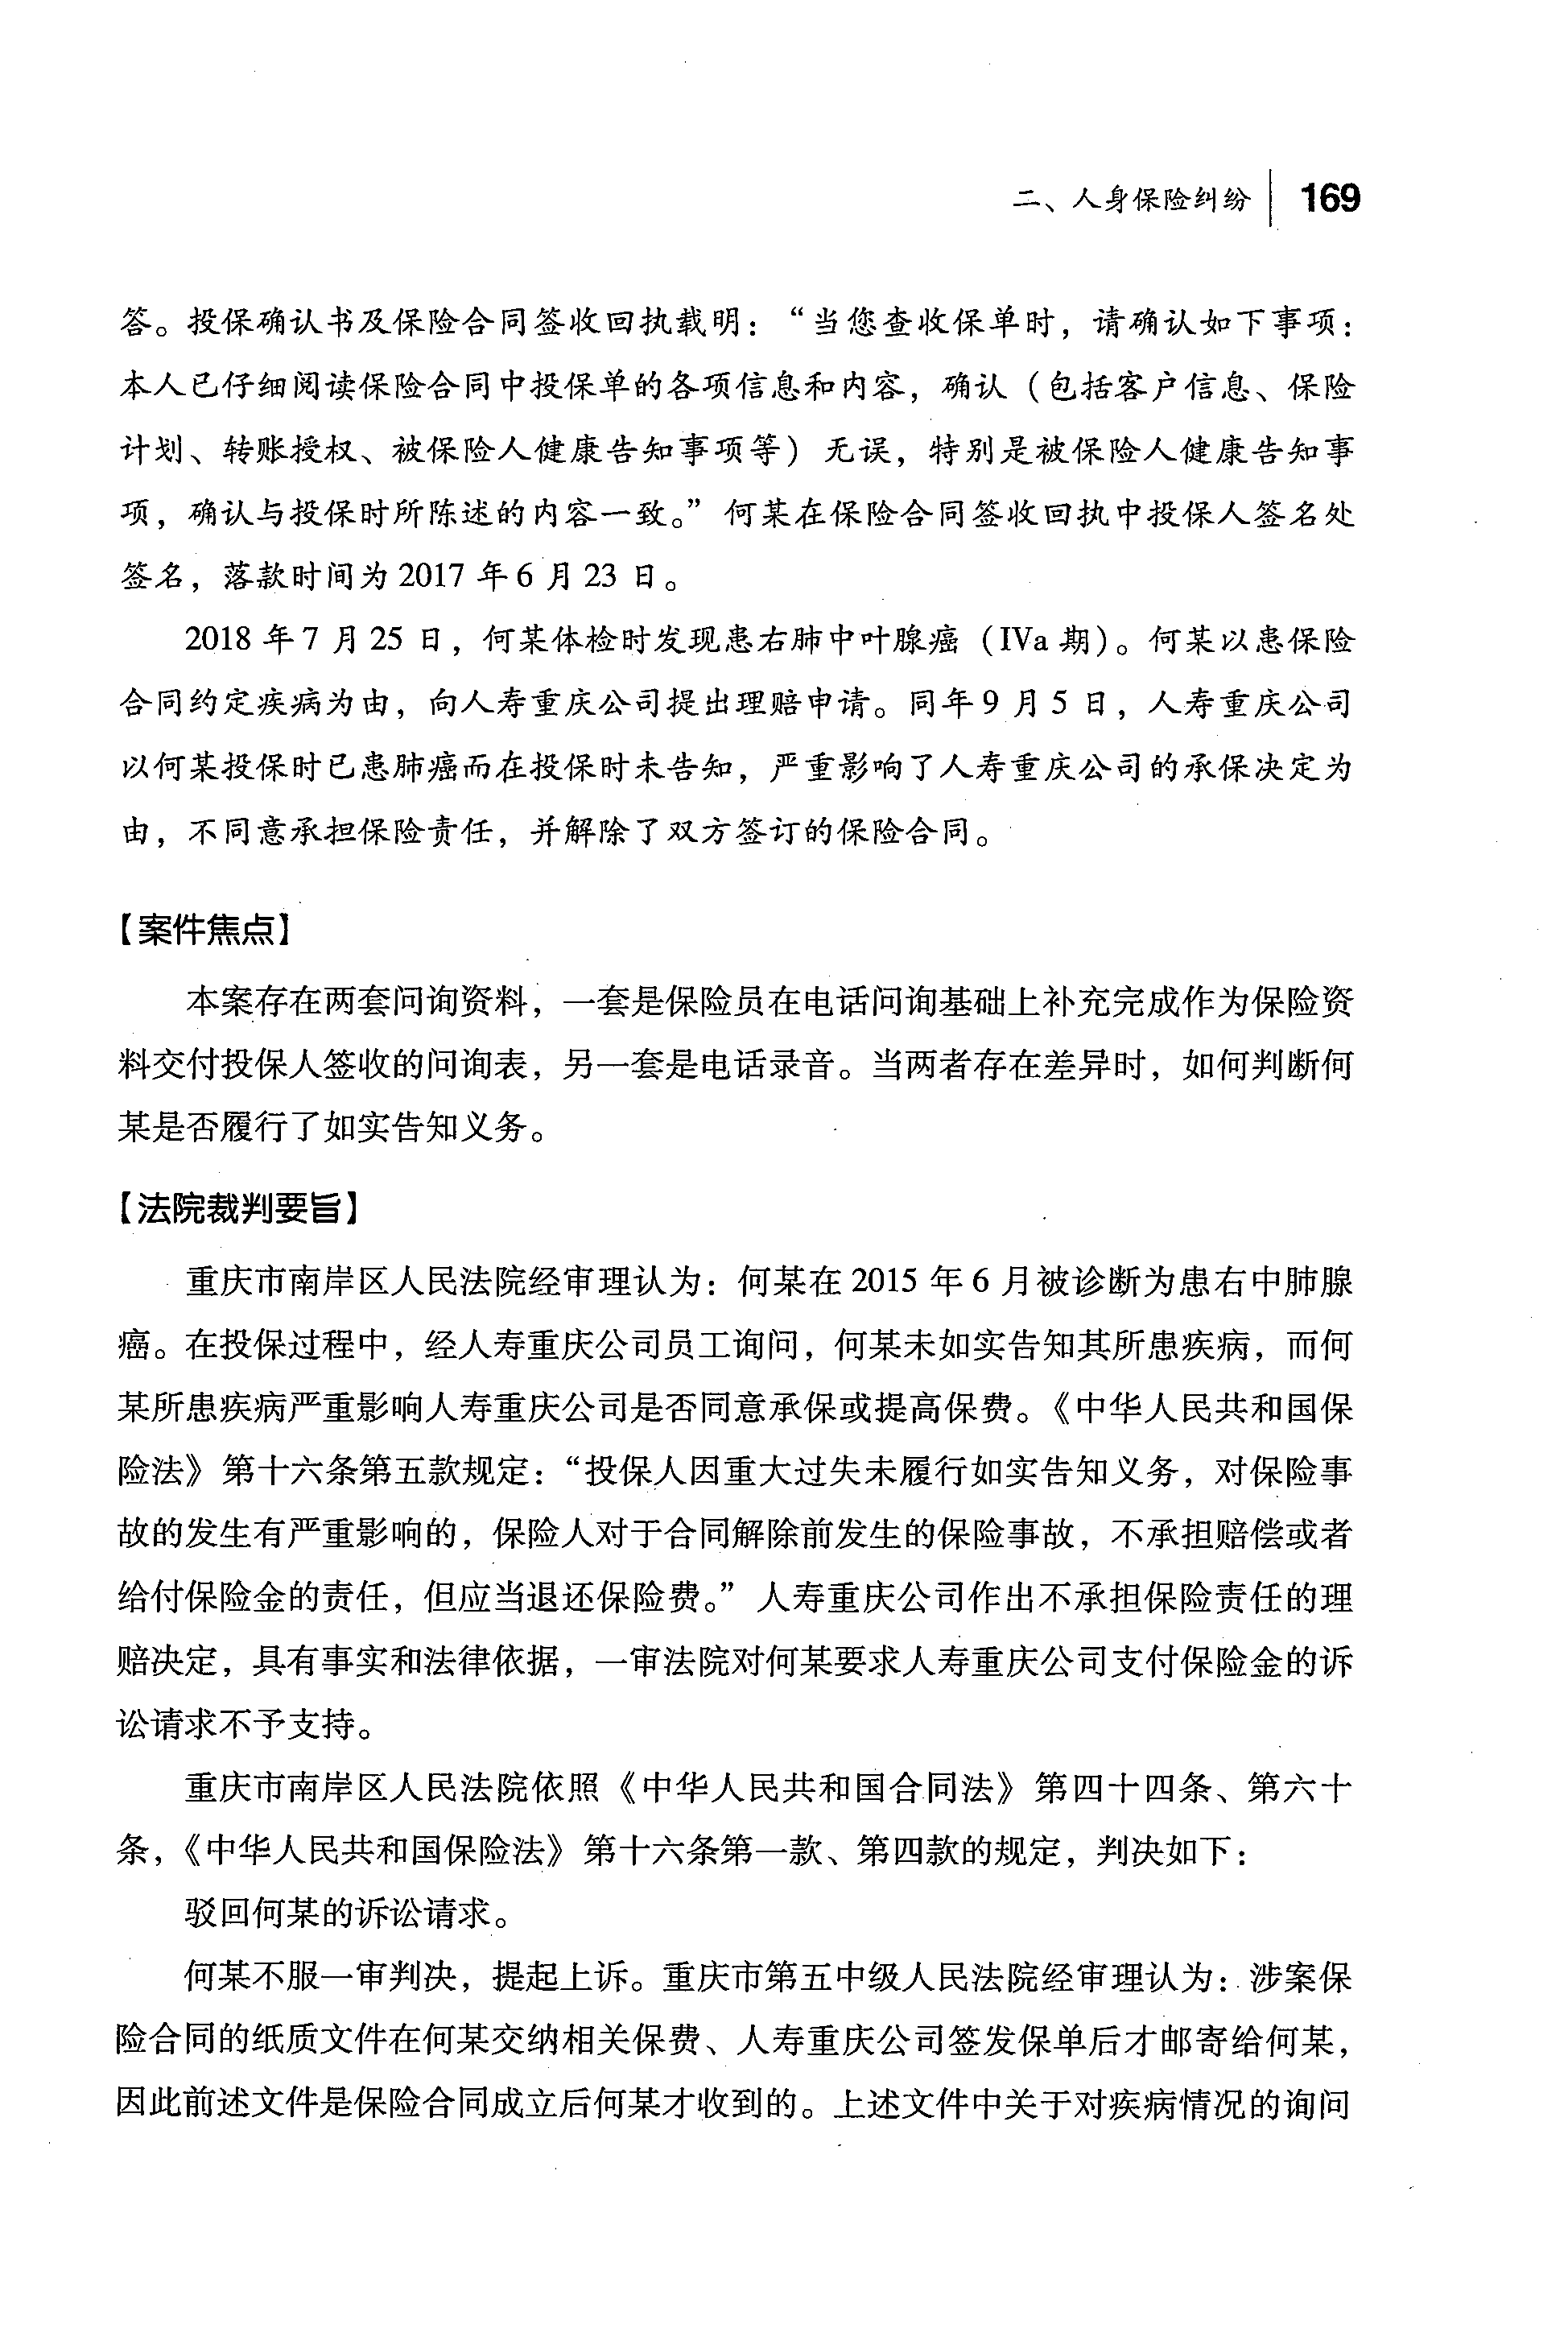 二、人身保险纠纷 169
答。投保确认书及保险合同签收回执载明：“当您查收保单时，请确认如下事项：
本人已仔细阅读保险合同中投保单的各项信息和内容，确认（包括客户信息、保险
计划、转账授权、被保险人健康告知事项等）无误，特别是被保险人健康告知事
项，确认与投保时所陈述的内容一致。”何某在保险合同签收回执中投保人签名处
签名，落款时间为2017年6月23日。
2018年7月25日，何某体检时发现患右肺中叶腺癌（IVa期）。何某以患保险
合同约定疾病为由，向人寿重庆公司提出理赔申请。同年9月5日，人寿重庆公司
以何某投保时已患肺癌而在投保时未告知，严重影响了人寿重庆公司的承保决定为
由，不同意承担保险责任，并解除了双方签订的保险合同。
【案件焦点】
本案存在两套问询资料，一套是保险员在电话问询基础上补充完成作为保险资
料交付投保人签收的问询表，另一套是电话录音。当两者存在差异时，如何判断何
某是否履行了如实告知义务。
【法院裁判要旨】
重庆市南岸区人民法院经审理认为：何某在2015年6月被诊断为患右中肺腺
癌。在投保过程中，经人寿重庆公司员工询问，何某未如实告知其所患疾病，而何
某所患疾病严重影响人寿重庆公司是否同意承保或提高保费。《中华人民共和国保
险法》第十六条第五款规定：“投保人因重大过失未履行如实告知义务，对保险事
故的发生有严重影响的，保险人对于合同解除前发生的保险事故，不承担赔偿或者
给付保险金的责任，但应当退还保险费。”人寿重庆公司作出不承担保险责任的理
赔决定，具有事实和法律依据，一审法院对何某要求人寿重庆公司支付保险金的诉
讼请求不予支持。
重庆市南岸区人民法院依照《中华人民共和国合同法》第四十四条、第六十
条，《中华人民共和国保险法》第十六条第一款、第四款的规定，判决如下：
驳回何某的诉讼请求。
何某不服一审判决，提起上诉。重庆市第五中级人民法院经审理认为：涉案保
险合同的纸质文件在何某交纳相关保费、人寿重庆公司签发保单后才邮寄给何某，
因此前述文件是保险合同成立后何某才收到的。上述文件中关于对疾病情况的询问